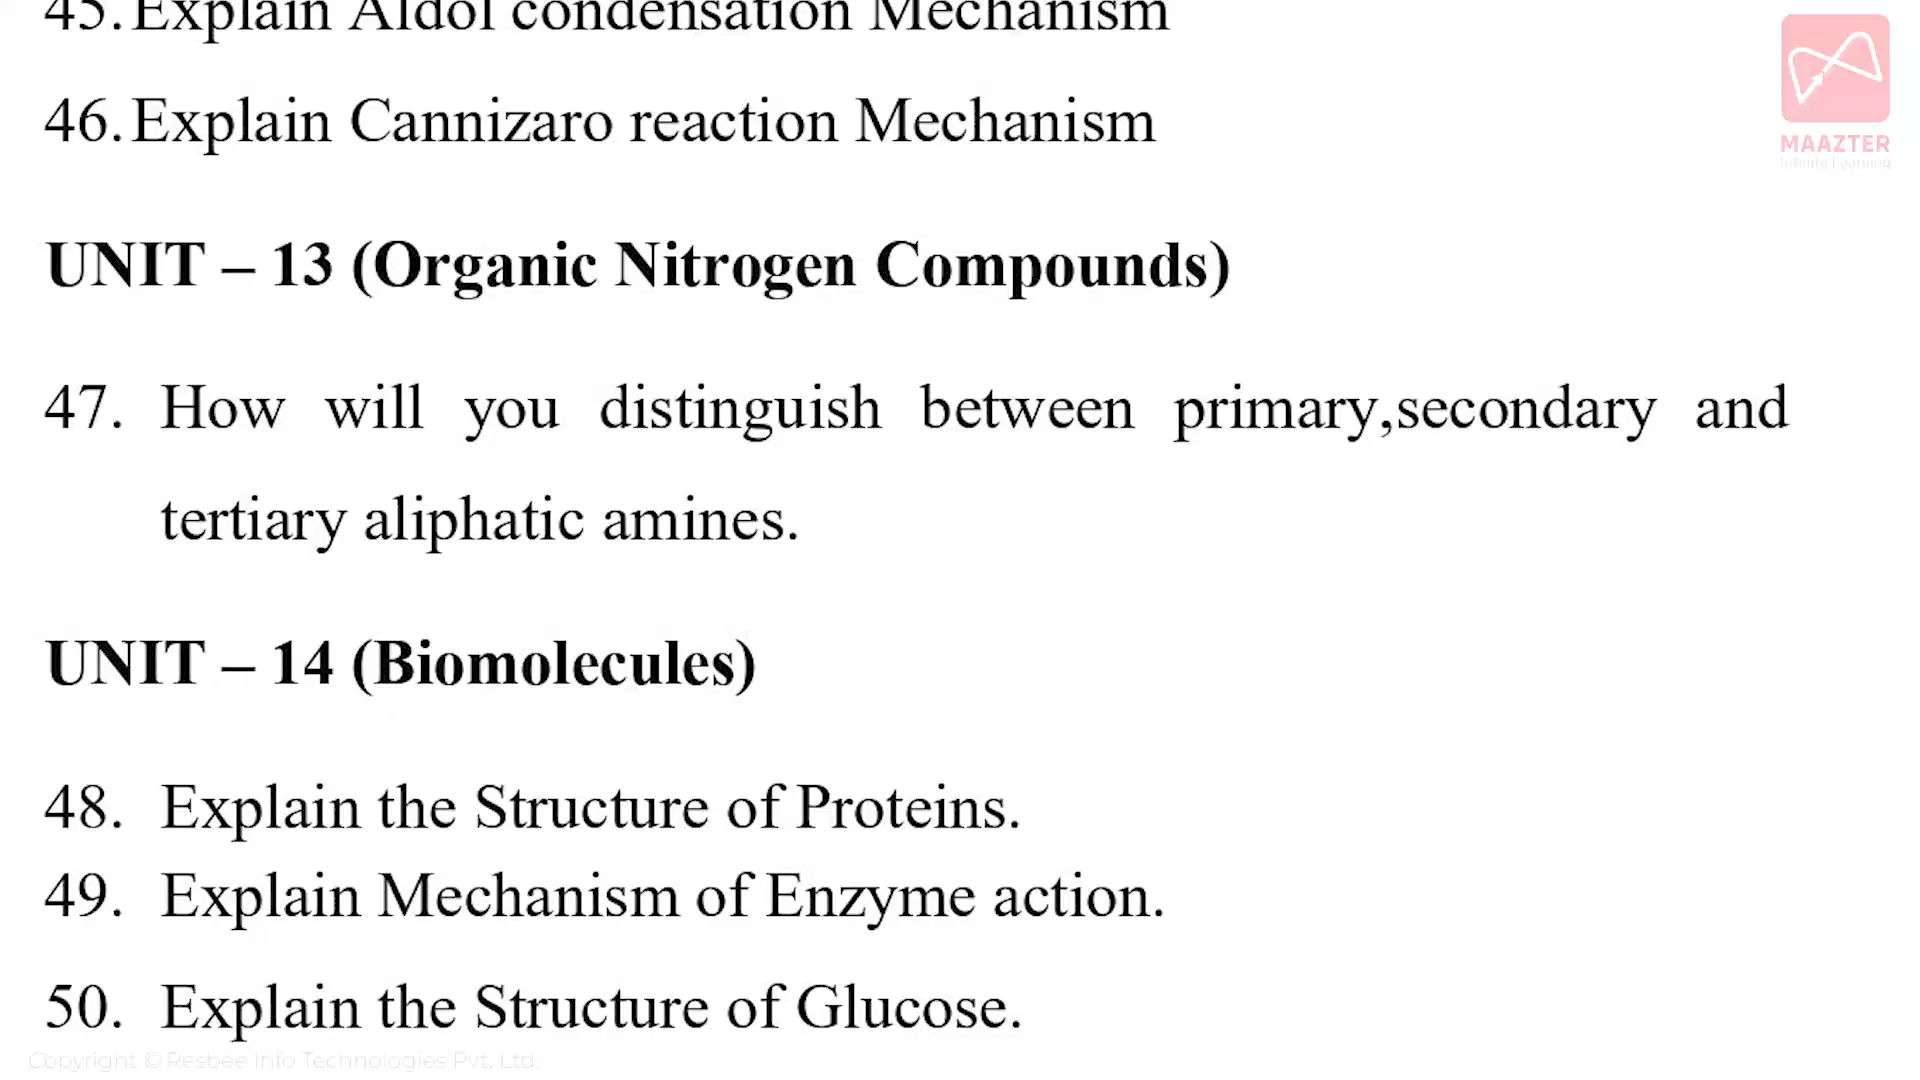 45. Explain Aldol condensation Mechanism
MAAZTER
Infinite Learning
46. Explain Cannizaro reaction Mechanism
UNIT – 13 (Organic Nitrogen Compounds)
47. How will you distinguish between primary,secondary and
tertiary aliphatic amines.
UNIT – 14 (Biomolecules)
48. Explain the Structure of Proteins.
49. Explain Mechanism of Enzyme action.
50. Explain the Structure of Glucose.
Copyright © Resbee Info Technologies Pvt. Ltd.